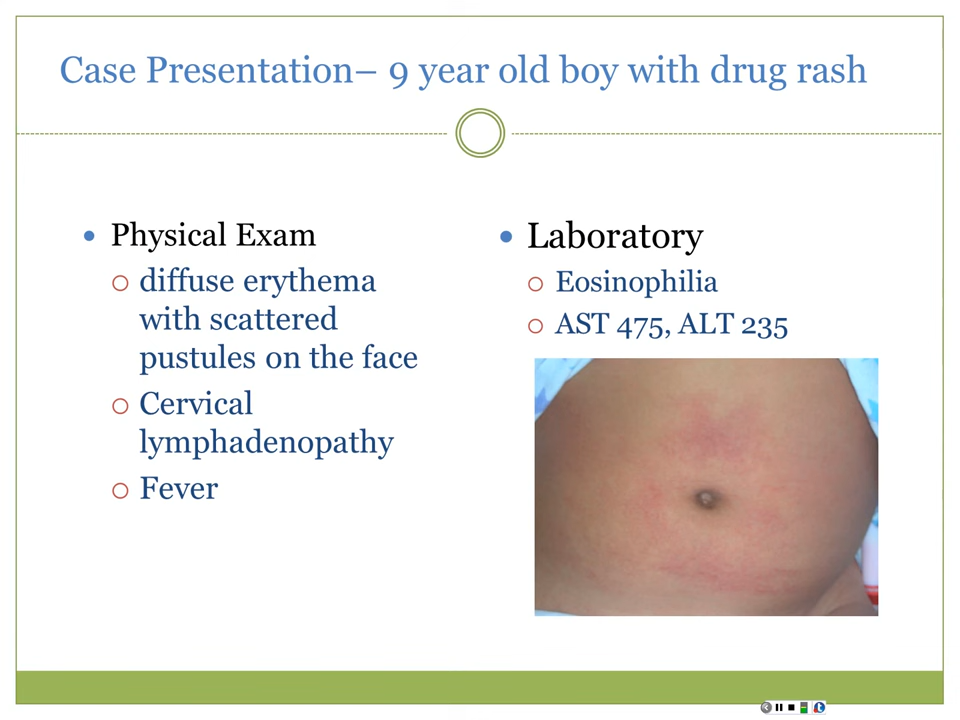 Case Presentation– 9 year old boy with drug rash
Physical Exam
diffuse erythema
with scattered
pustules on the face
Cervical
lymphadenopathy
Fever
Laboratory
Eosinophilia
AST 475, ALT 235